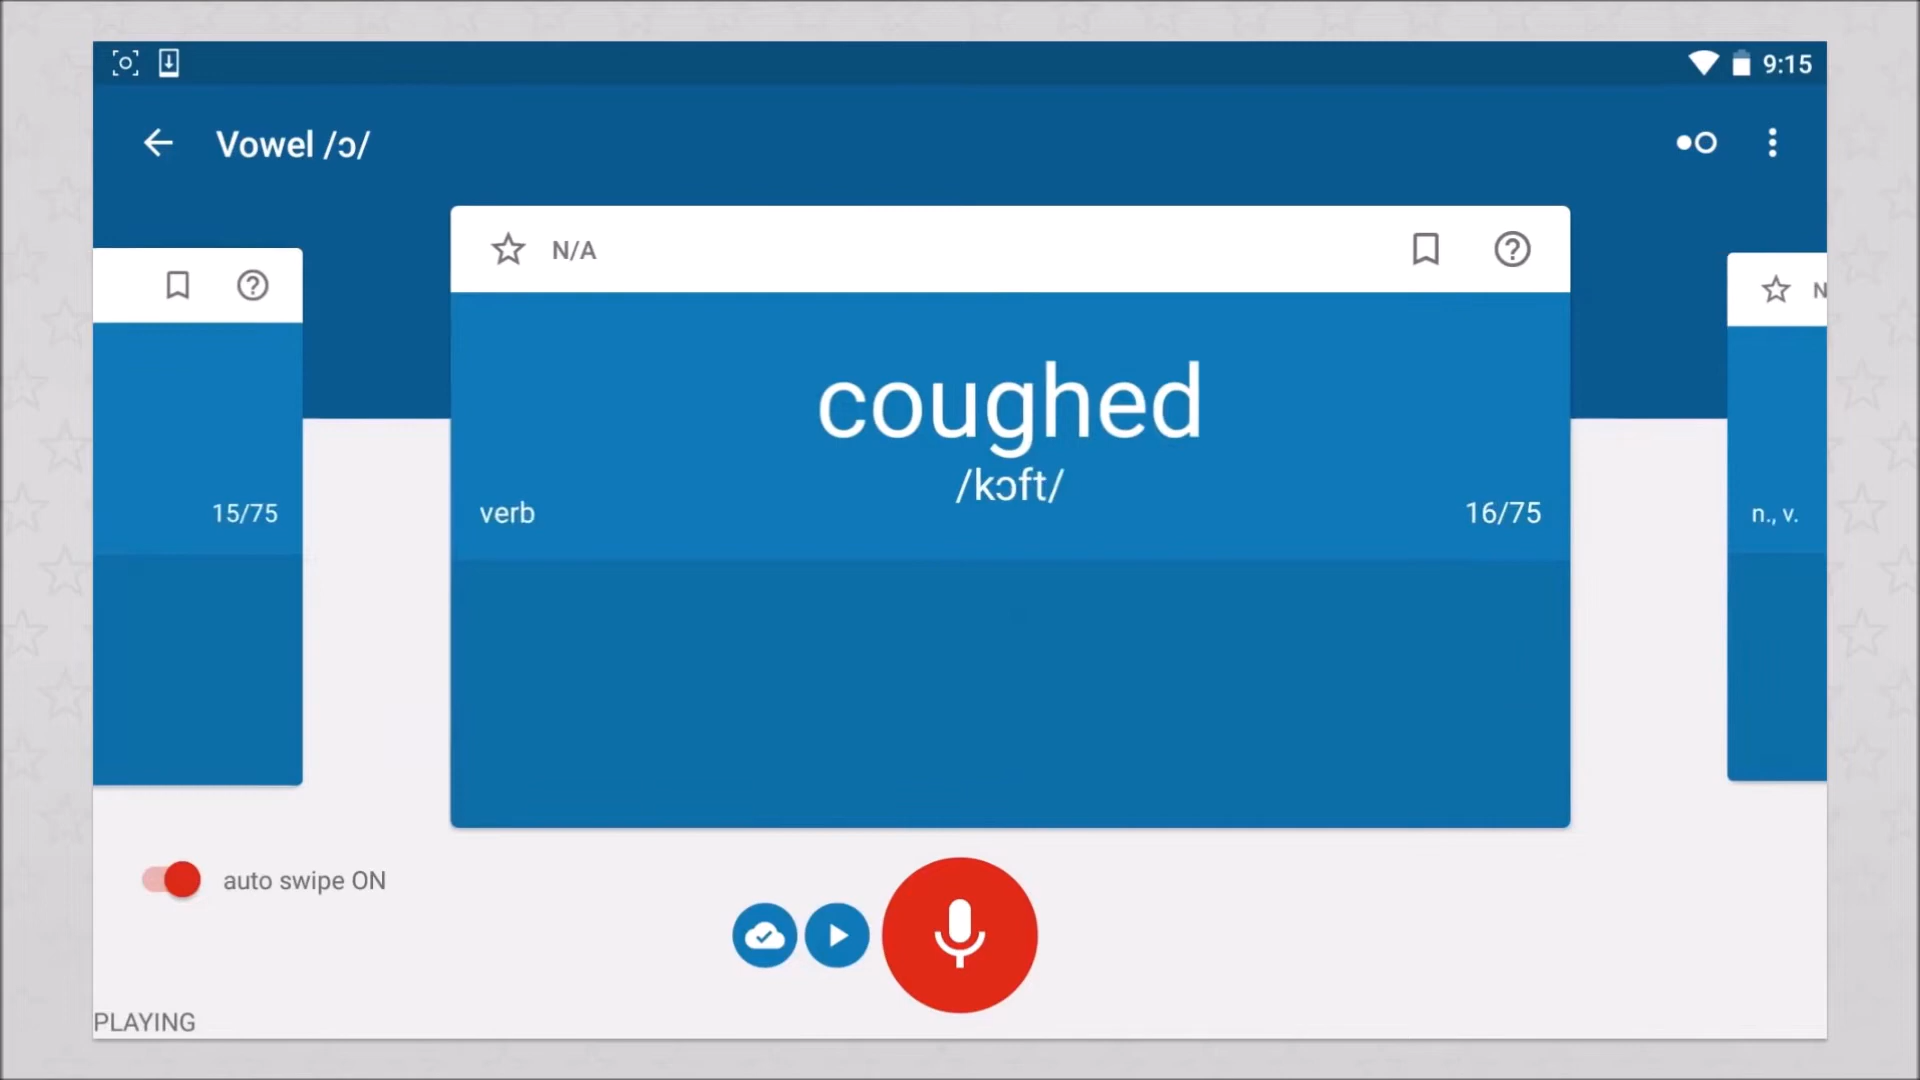 9:15
Vowel /ɔ/
N/A
N
coughed
/kɔft/
15/75
verb
16/75
n., v.
auto swipe ON
PLAYING